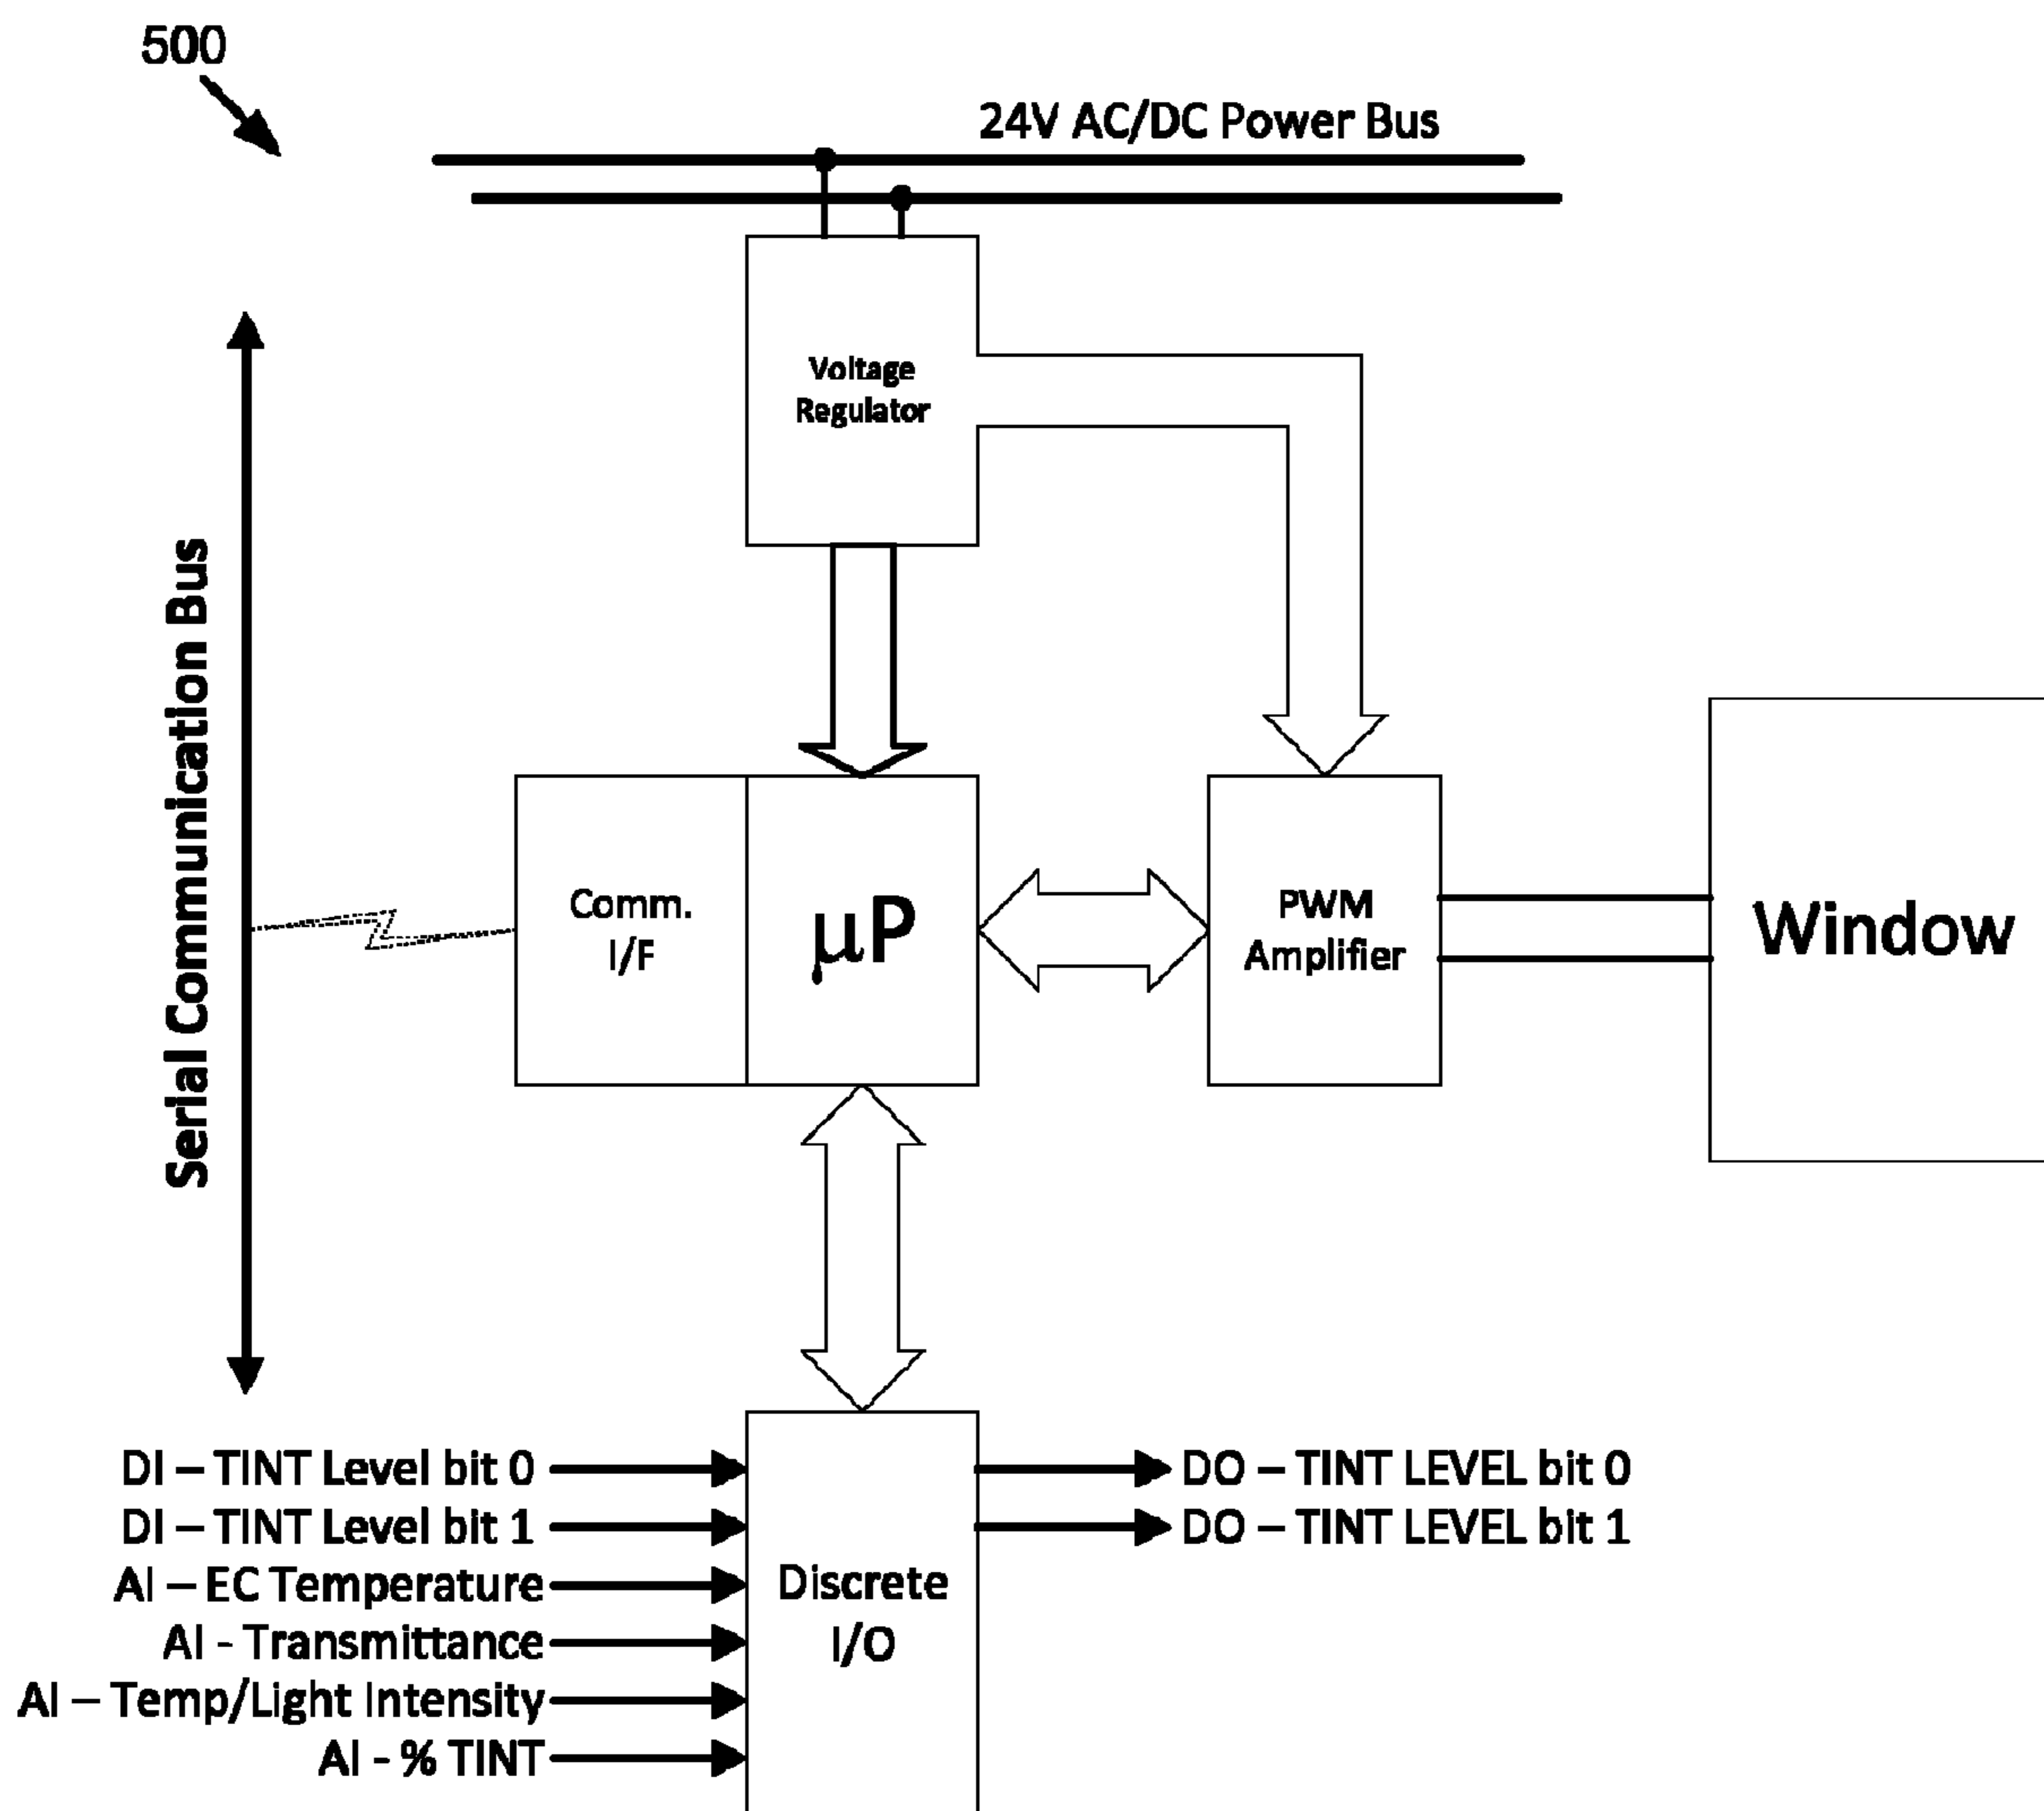 500
24V AC/DC Power Bus
Voltage
Regulator
Serial Communication Bus
Comm.
I/F
µP
PWM
Amplifier
Window
DI – TINT Level bit 0
DI – TINT Level bit 1
AI – EC Temperature
AI - Transmittance
AI – Temp/Light Intensity
AI - % TINT
Discrete
I/O
DO – TINT LEVEL bit 0
DO – TINT LEVEL bit 1